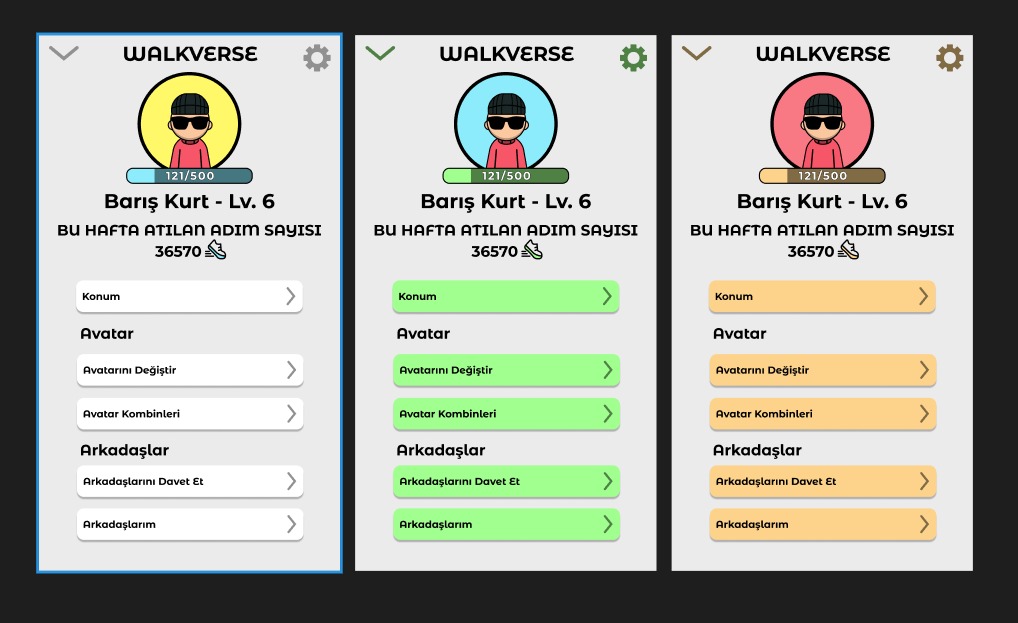 WALKVERSE
121/500
Barış Kurt - Lv. 6
BU HAFTA ATILAN ADIM SAYISI
36570
Konum
Avatar
Avatarını Değiştir
Avatar Kombinleri
Arkadaşlar
Arkadaşlarını Davet Et
Arkadaşlarım
WALKVERSE
121/500
Barış Kurt - Lv. 6
BU HAFTA ATILAN ADIM SAYISI
36570
Konum
Avatar
Avatarını Değiştir
Avatar Kombinleri
Arkadaşlar
Arkadaşlarını Davet Et
Arkadaşlarım
WALKVERSE
121/500
Barış Kurt - Lv. 6
BU HAFTA ATILAN ADIM SAYISI
36570
Konum
Avatar
Avatarını Değiştir
Avatar Kombinleri
Arkadaşlar
Arkadaşlarını Davet Et
Arkadaşlarım